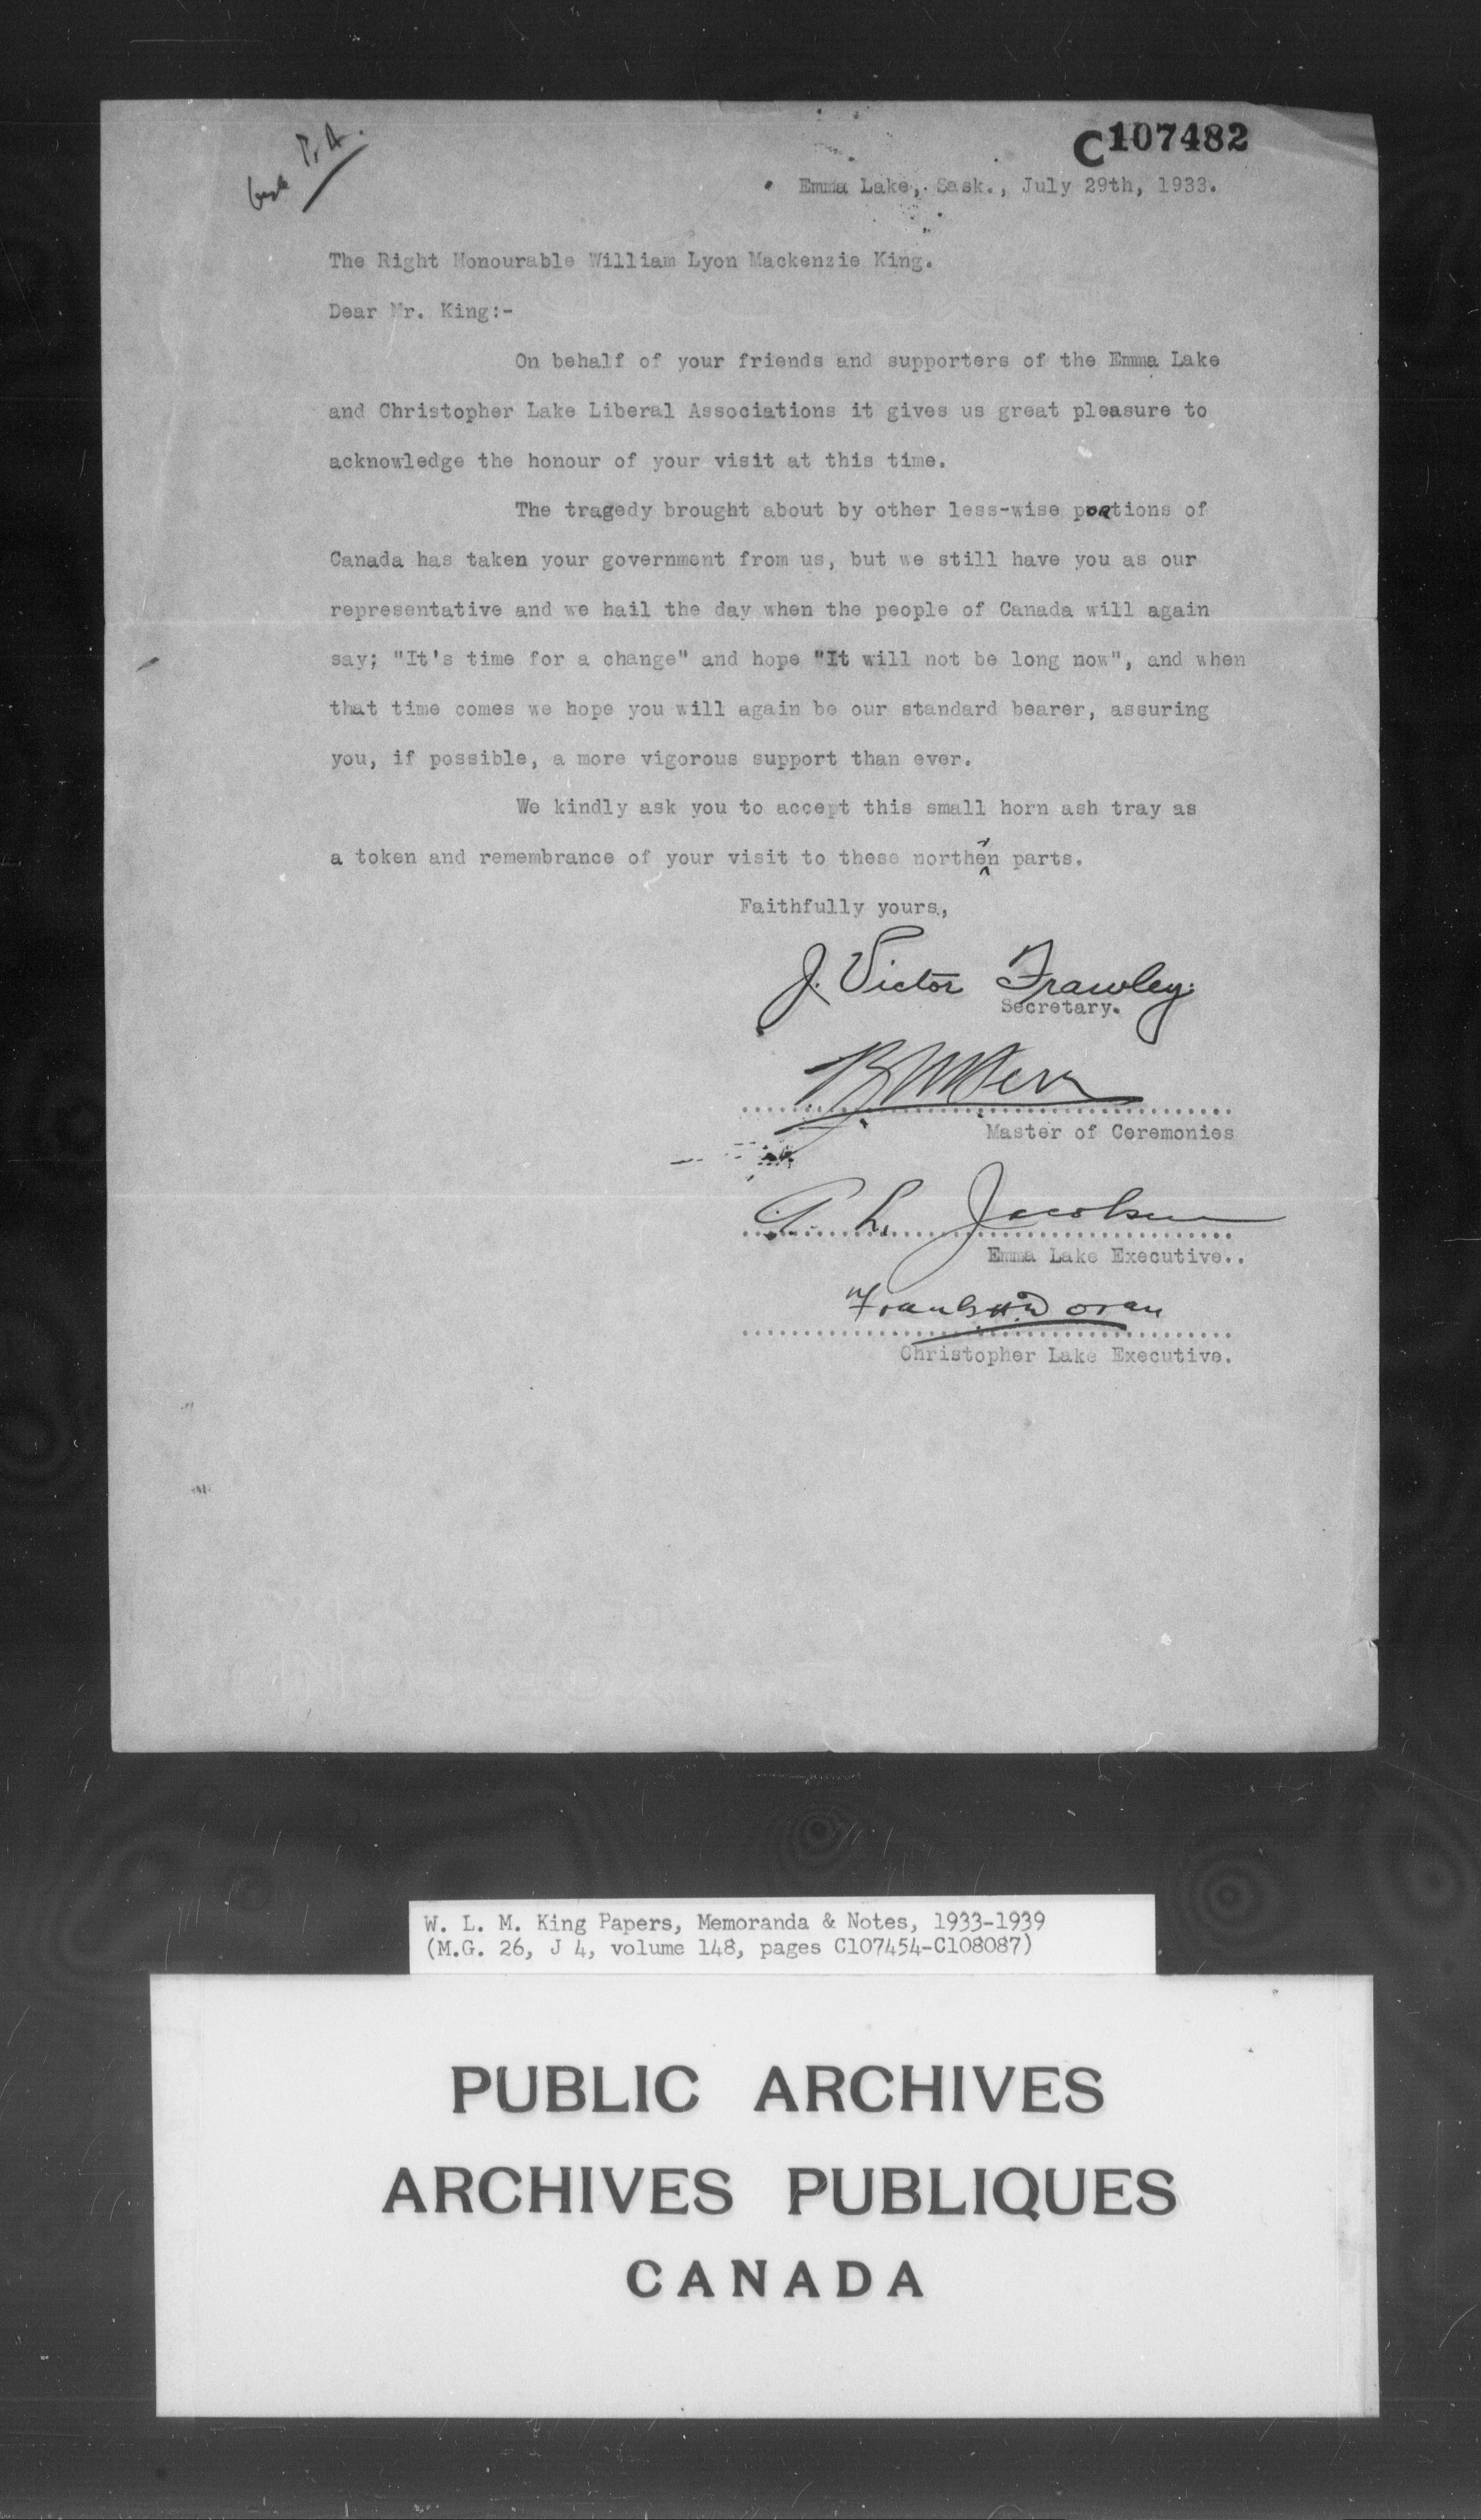 P. A.
C107482
Emma Lake, Sask., July 29th, 1933.
The Right Honourable William Lyon Mackenzie King.
Dear Mr. King:-
On behalf of your friends and supporters of the Emma Lake
and Christopher Lake Liberal Associations it gives us great pleasure to
acknowledge the honour of your visit at this time.
The tragedy brought about by other less-wise portions of
Canada has taken your government from us, but we still have you as our
representative and we hail the day when the people of Canada will again
say; "It's time for a change" and hope "It will not be long now", and when
that time comes we hope you will again be our standard bearer, assuring
you, if possible, a more vigorous support than ever.
We kindly ask you to accept this small horn ash tray as
a token and remembrance of your visit to these northern parts.
Faithfully yours,
J. Victor Frawley.
Secretary.
Master of Ceremonies
L. Jacobsen
Emma Lake Executive..
Frank H. Doran
Christopher Lake Executive.
W. L. M. King Papers, Memoranda & Notes, 1933-1939
(M.G. 26, J 4, volume 148, pages C107454-C108087)
PUBLIC ARCHIVES
ARCHIVES PUBLIQUES
CANADA